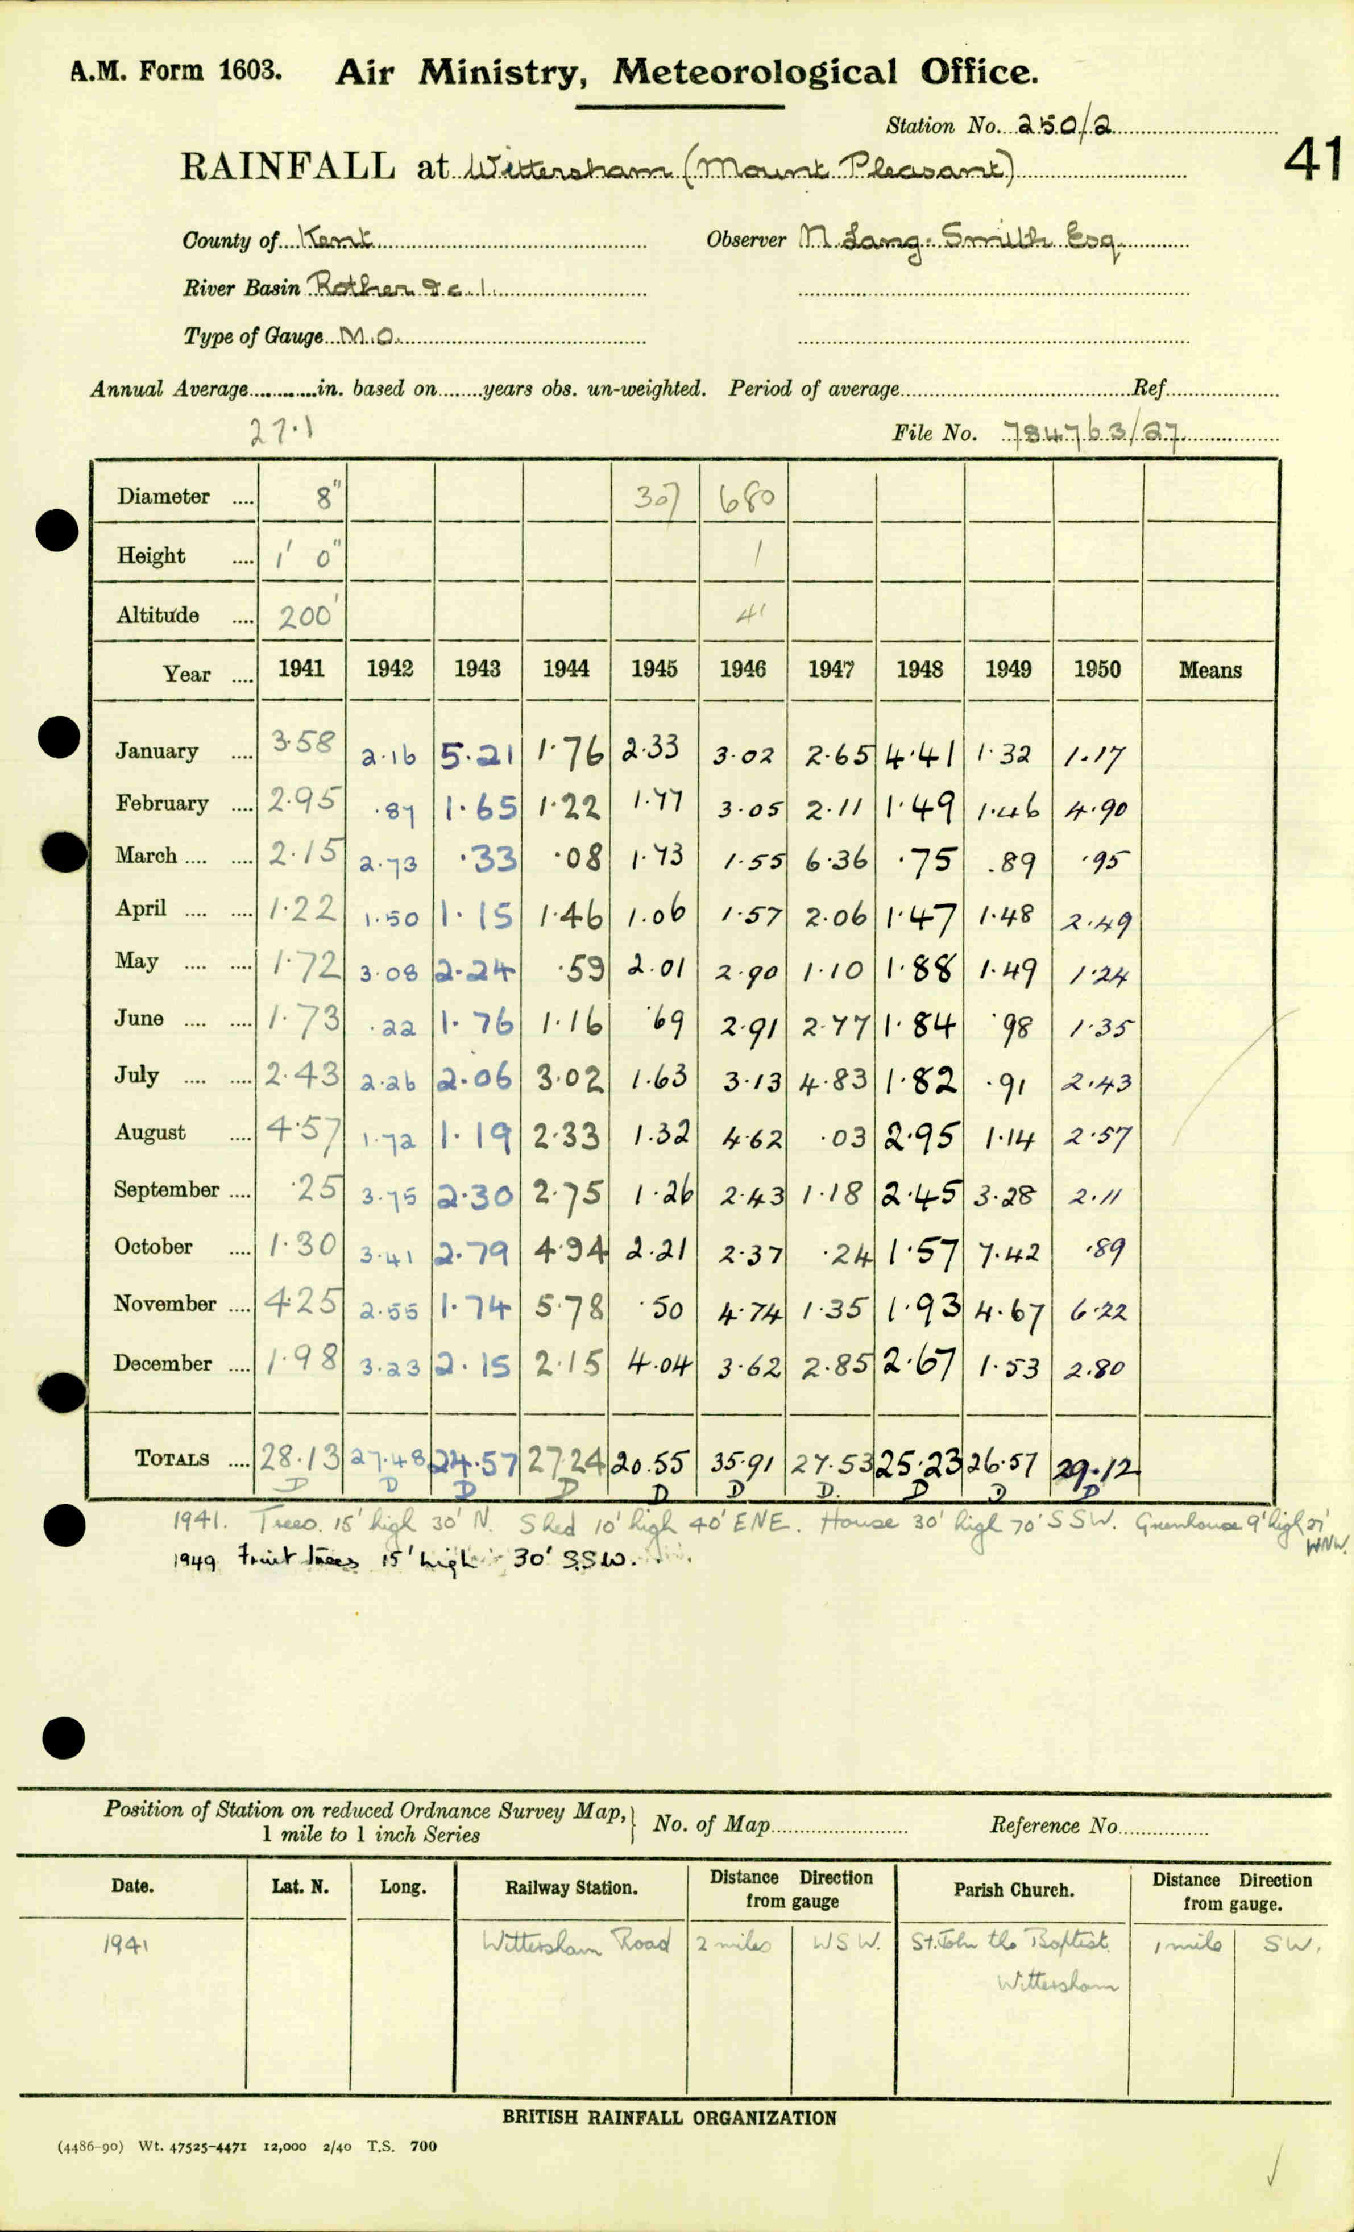 A.M. Form 1603. Air Ministry, Meteorological Office.
Station No. 250/2
41
RAINFALL at Wittersham (Mount Pleasant)
County of Kent Observer N Lang-Smith Esq.
River Basin Rother &c. 1.
Type of Gauge M.O.
Annual Average in. based on years obs. un-weighted. Period of average Ref
27.1 File No. 784763/27
Diameter 8" 307 680
Height 1' 0" 1
Altitude 200' 41
Year 1941 1942 1943 1944 1945 1946 1947 1948 1949 1950 Means
January 3.58 2.16 5.21 1.76 2.33 3.02 2.65 4.41 1.32 1.17
February 2.95 .87 1.65 1.22 1.77 3.05 2.11 1.49 1.46 4.90
March 2.15 2.73 .33 .08 1.73 1.55 6.36 .75 .89 .95
April 1.22 1.50 1.15 1.46 1.06 1.57 2.06 1.47 1.48 2.49
May 1.72 3.08 2.24 .59 2.01 2.90 1.10 1.88 1.49 1.24
June 1.73 .22 1.76 1.16 .69 2.91 2.77 1.84 .98 1.35
July 2.43 2.26 2.06 3.02 1.63 3.13 4.83 1.82 .91 2.43
August 4.57 1.72 1.19 2.33 1.32 4.62 .03 2.95 1.14 2.57
September .25 3.75 2.30 2.75 1.26 2.43 1.18 2.45 3.28 2.11
October 1.30 3.41 2.79 4.94 2.21 2.37 .24 1.57 7.42 .89
November 4.25 2.55 1.74 5.78 .50 4.74 1.35 1.93 4.67 6.22
December 1.98 3.23 2.15 2.15 4.04 3.62 2.85 2.67 1.53 2.80
TOTALS 28.13 27.48 24.57 27.24 20.55 35.91 27.53 25.23 26.57 29.12
D D D D D D D. D D D
1941. Trees 15' high 30' N. Shed 10' high 40' ENE. House 30' high 70' SSW. Greenhouse 9' high 27' WNW.
1949 Fruit trees 15' high 30' SSW.
Position of Station on reduced Ordnance Survey Map, No. of Map Reference No
1 mile to 1 inch Series
Date. Lat. N. Long. Railway Station. Distance Direction from gauge Parish Church. Distance Direction from gauge.
1941 Wittersham Road 2 miles WSW. St. John the Baptist 1 mile SW.
Wittersham
BRITISH RAINFALL ORGANIZATION
(4486-90) Wt. 47525-4471 12,000 2/40 T.S. 700